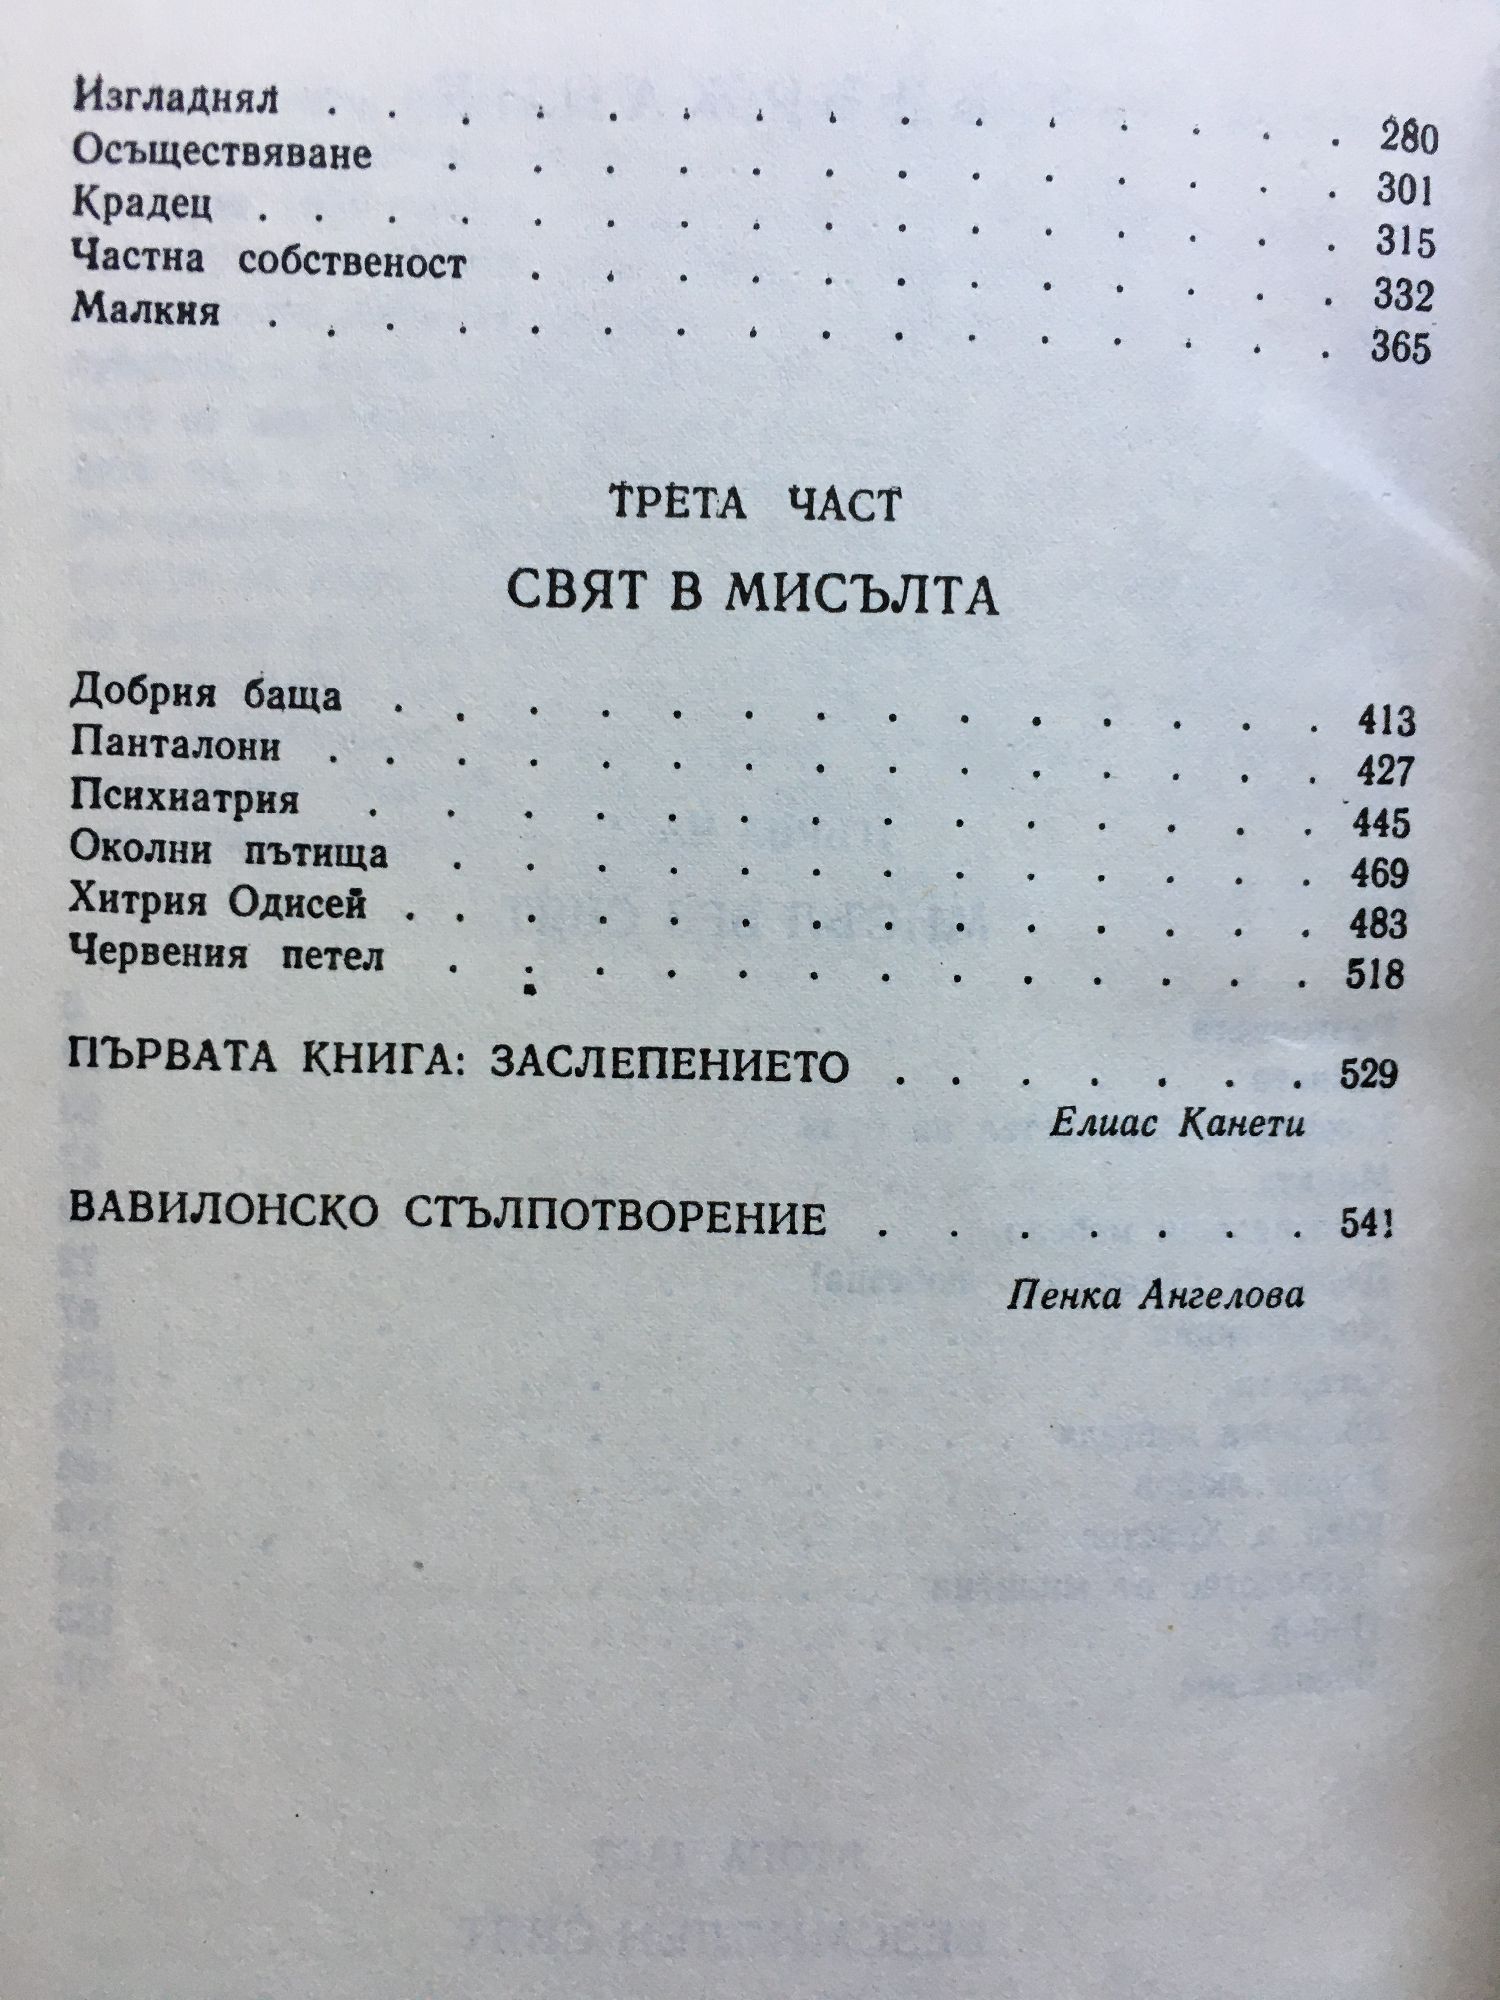 Изгладнял . . . . . . . . . . . . . . . 280
Осъществяване . . . . . . . . . . . . . 301
Крадец . . . . . . . . . . . . . . . . 315
Частна собственост . . . . . . . . . . . . 332
Малкия . . . . . . . . . . . . . . . . 365
ТРЕТА ЧАСТ
СВЯТ В МИСЪЛТА
Добрия баща . . . . . . . . . . . . . . 413
Панталони . . . . . . . . . . . . . . . 427
Психиатрия . . . . . . . . . . . . . . 445
Околни пътища . . . . . . . . . . . . . 469
Хитрия Одисей . . . . . . . . . . . . . . 483
Червения петел . . . . . . . . . . . . . 518
ПЪРВАТА КНИГА: ЗАСЛЕПЕНИЕТО . . . . . . . 529
Елиас Канети
ВАВИЛОНСКО СТЪЛПОТВОРЕНИЕ . . . . . . . 541
Пенка Ангелова